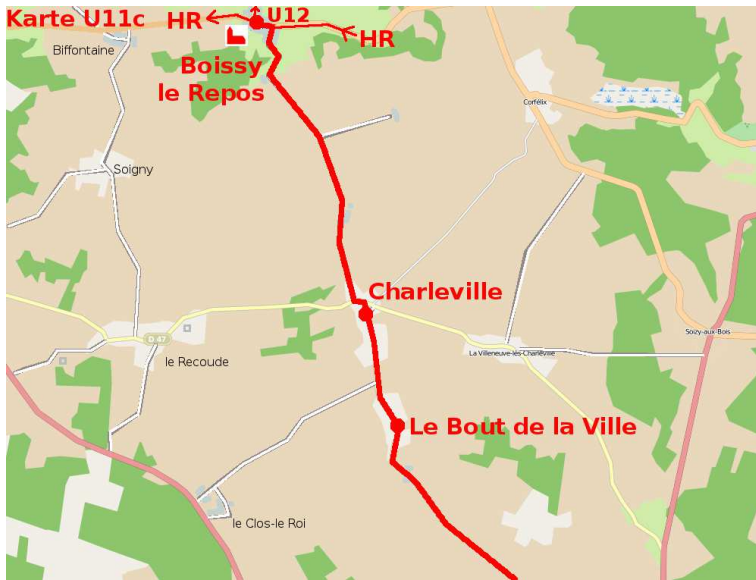 Karte U11c
HR
U12
HR
Biffontaine
Boissy
le Repos
Corfélix
Soigny
Charleville
Soizy-aux-Bois
D 47
le Recoude
La Villeneuve-lès-Charleville
Le Bout de la Ville
le Clos-le Roi